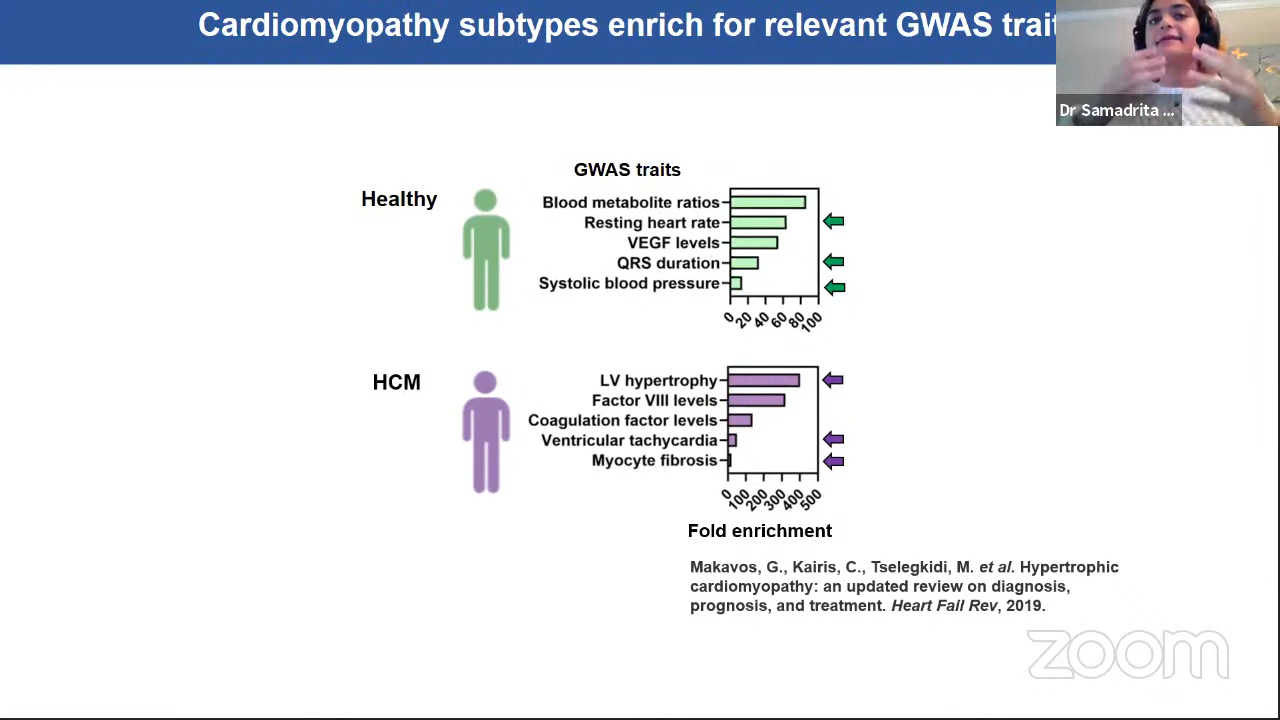 Cardiomyopathy subtypes enrich for relevant GWAS trait
Dr Samadrita ...
GWAS traits
Healthy
Blood metabolite ratios
Resting heart rate
VEGF levels
QRS duration
Systolic blood pressure
0 20 40 60 80 100
HCM
LV hypertrophy
Factor VIII levels
Coagulation factor levels
Ventricular tachycardia
Myocyte fibrosis
0 100 200 300 400 500
Fold enrichment
Makavos, G., Kairis, C., Tselegkidi, M. et al. Hypertrophic
cardiomyopathy: an updated review on diagnosis,
prognosis, and treatment. Heart Fail Rev, 2019.
zoom